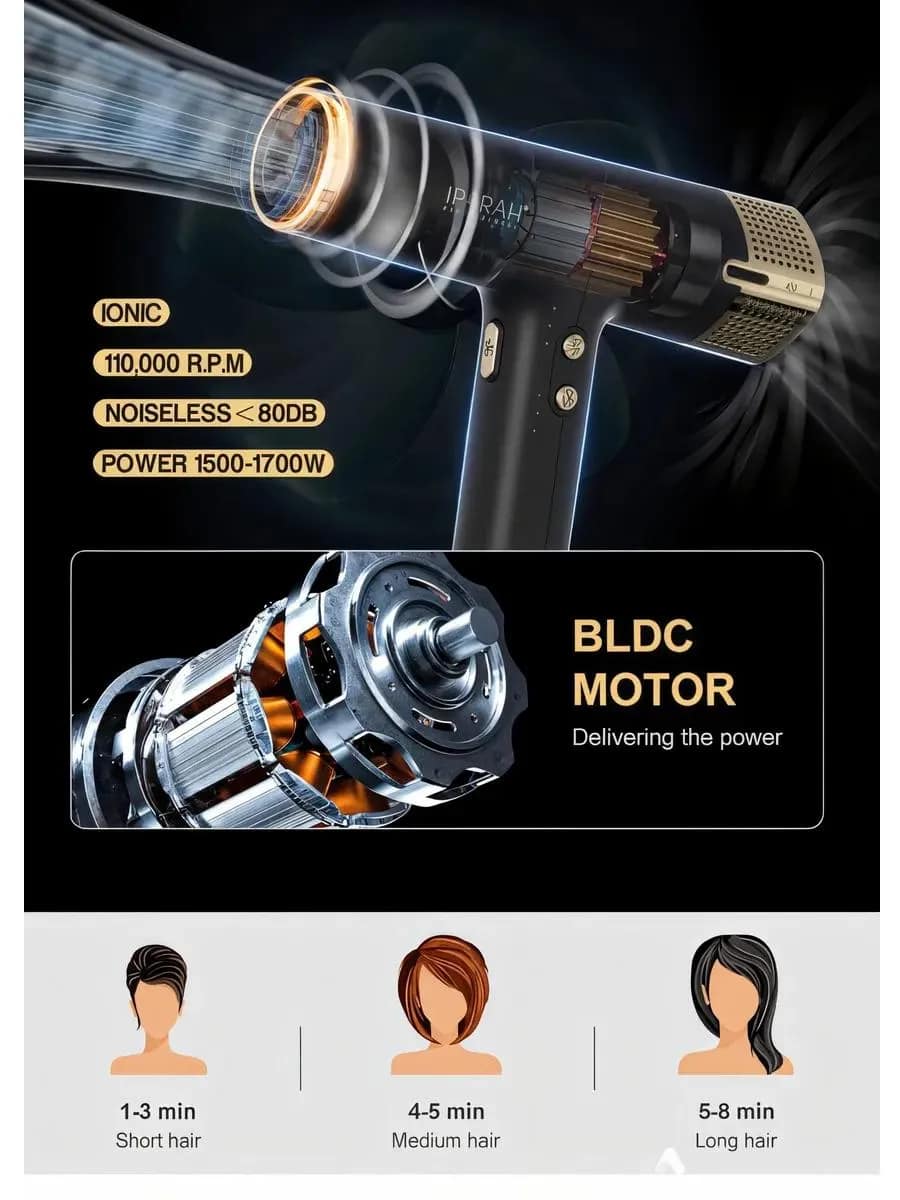 IONIC
110,000 R.P.M
NOISELESS < 80DB
POWER 1500-1700W
BLDC
MOTOR
Delivering the power
1-3 min
Short hair
4-5 min
Medium hair
5-8 min
Long hair